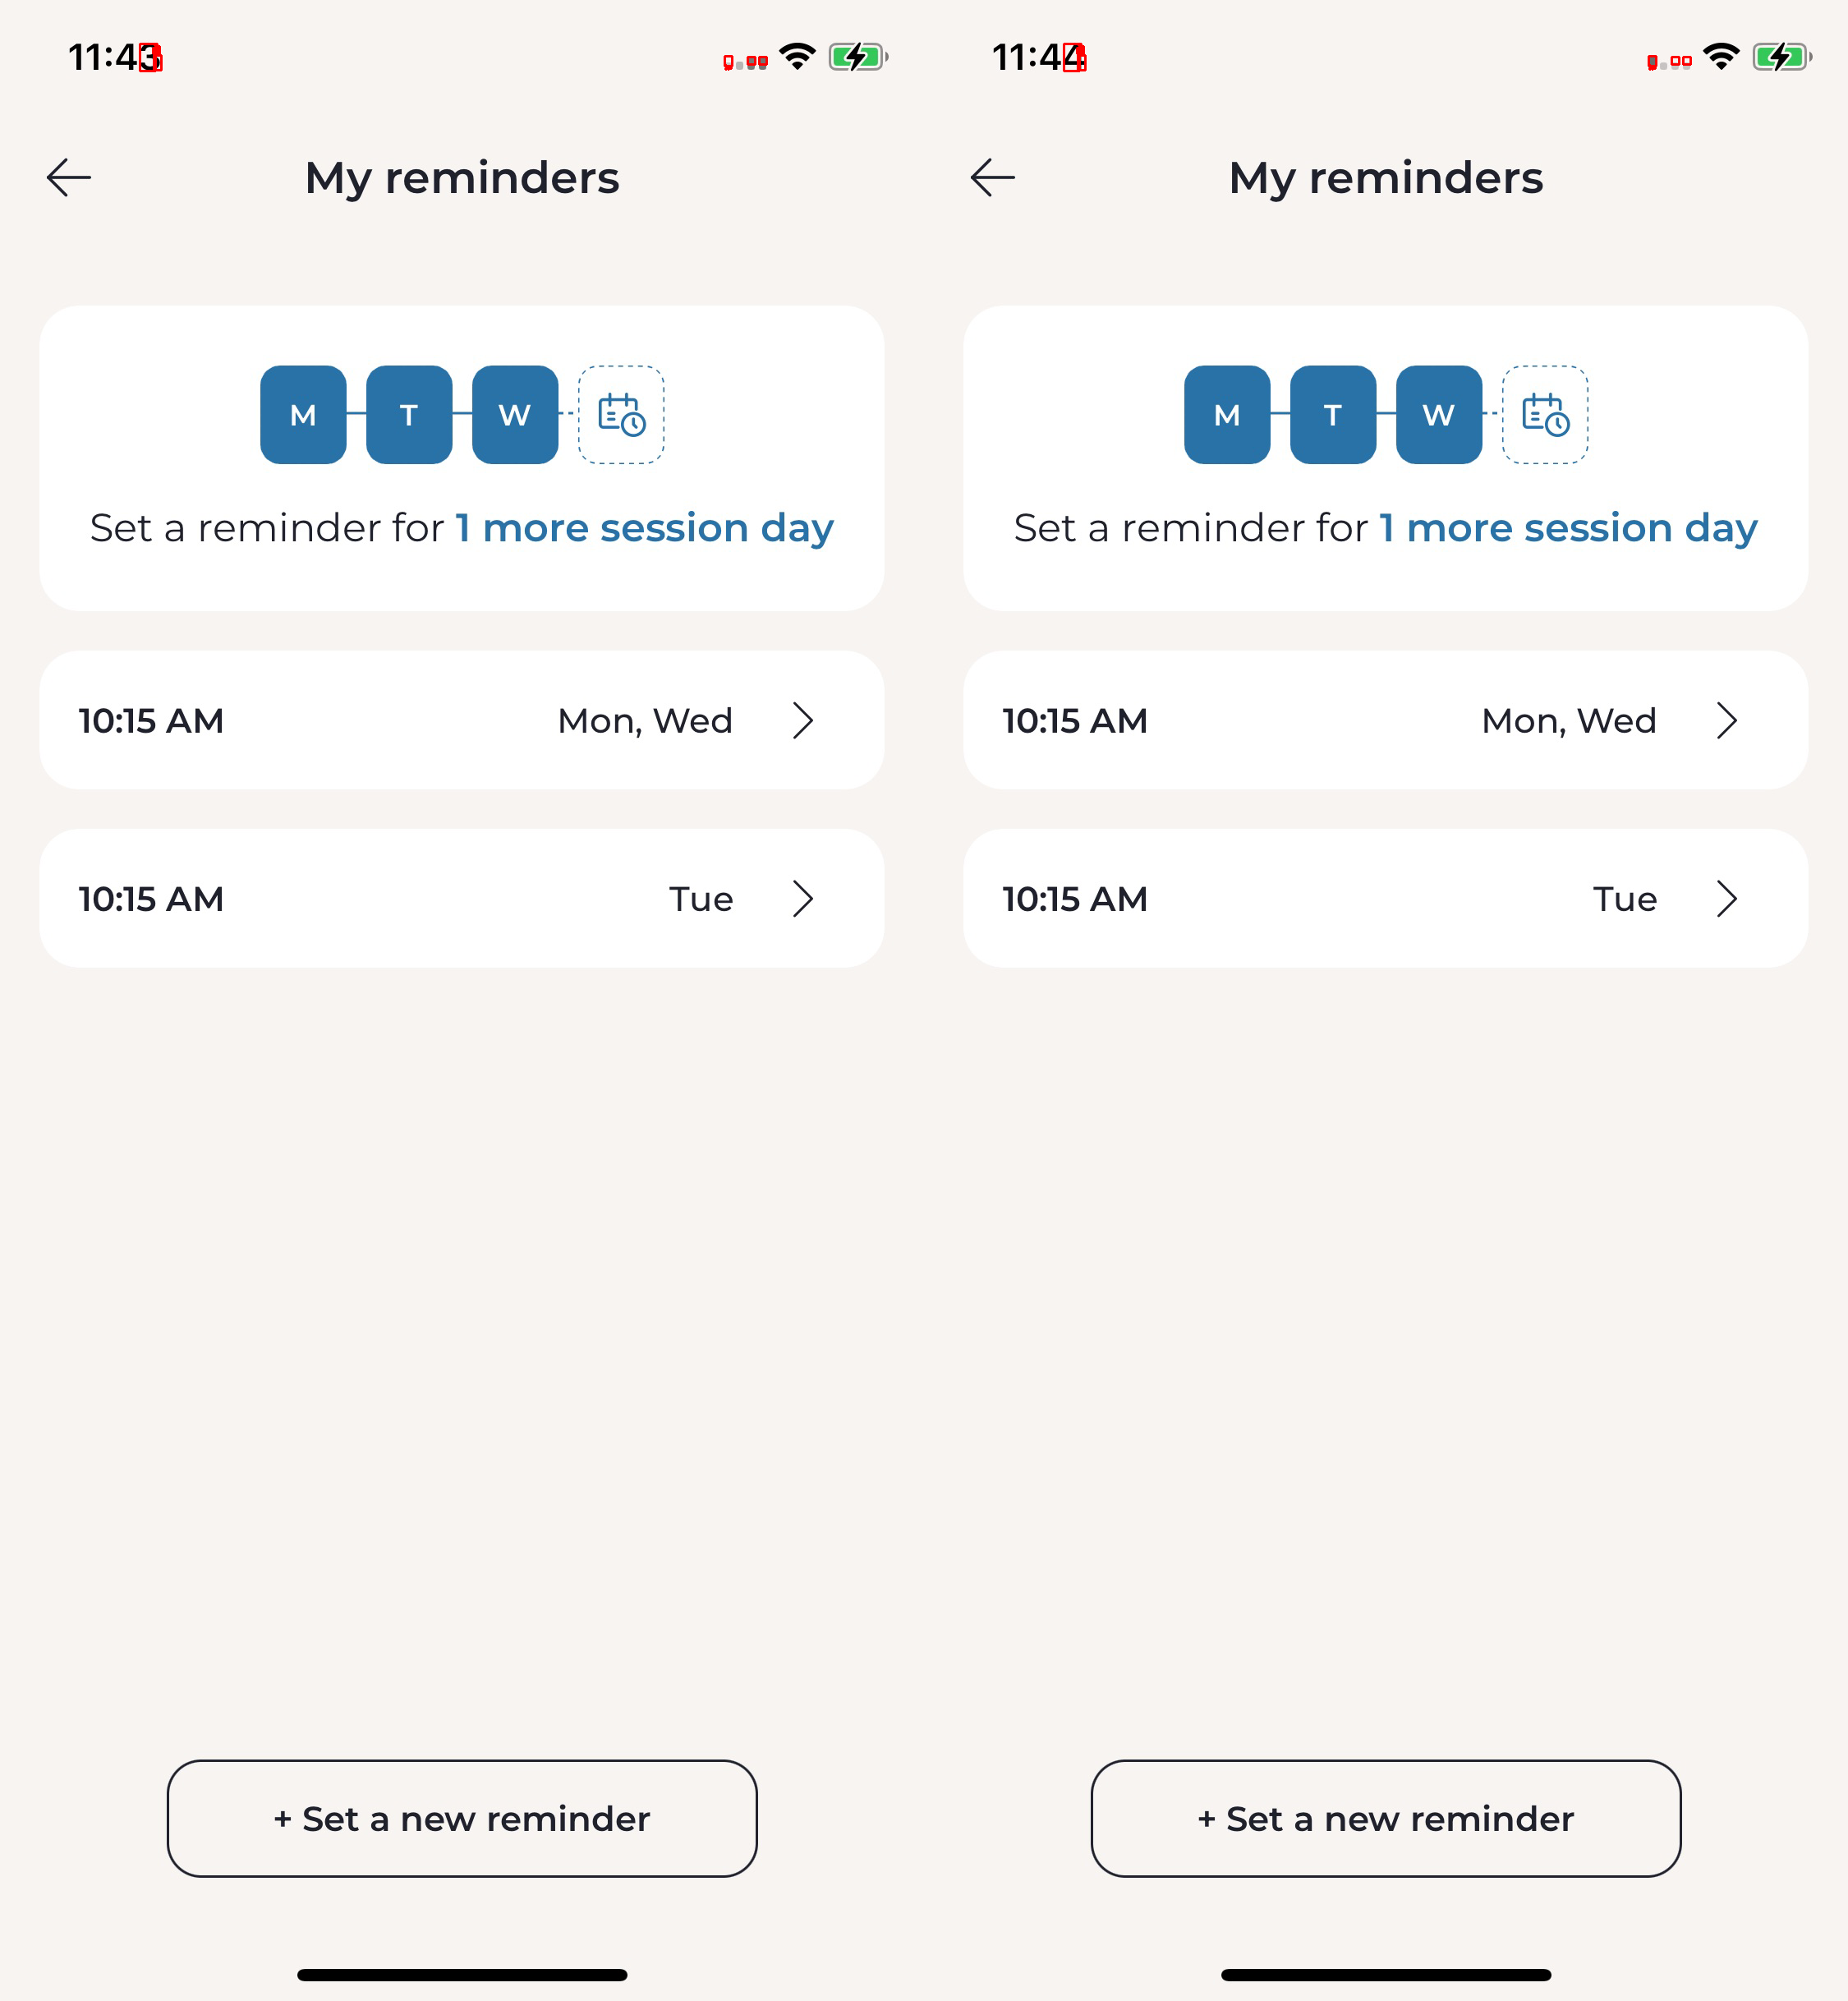 11:43
My reminders
M T W
Set a reminder for 1 more session day
10:15 AM Mon, Wed
10:15 AM Tue
+ Set a new reminder
11:44
My reminders
M T W
Set a reminder for 1 more session day
10:15 AM Mon, Wed
10:15 AM Tue
+ Set a new reminder